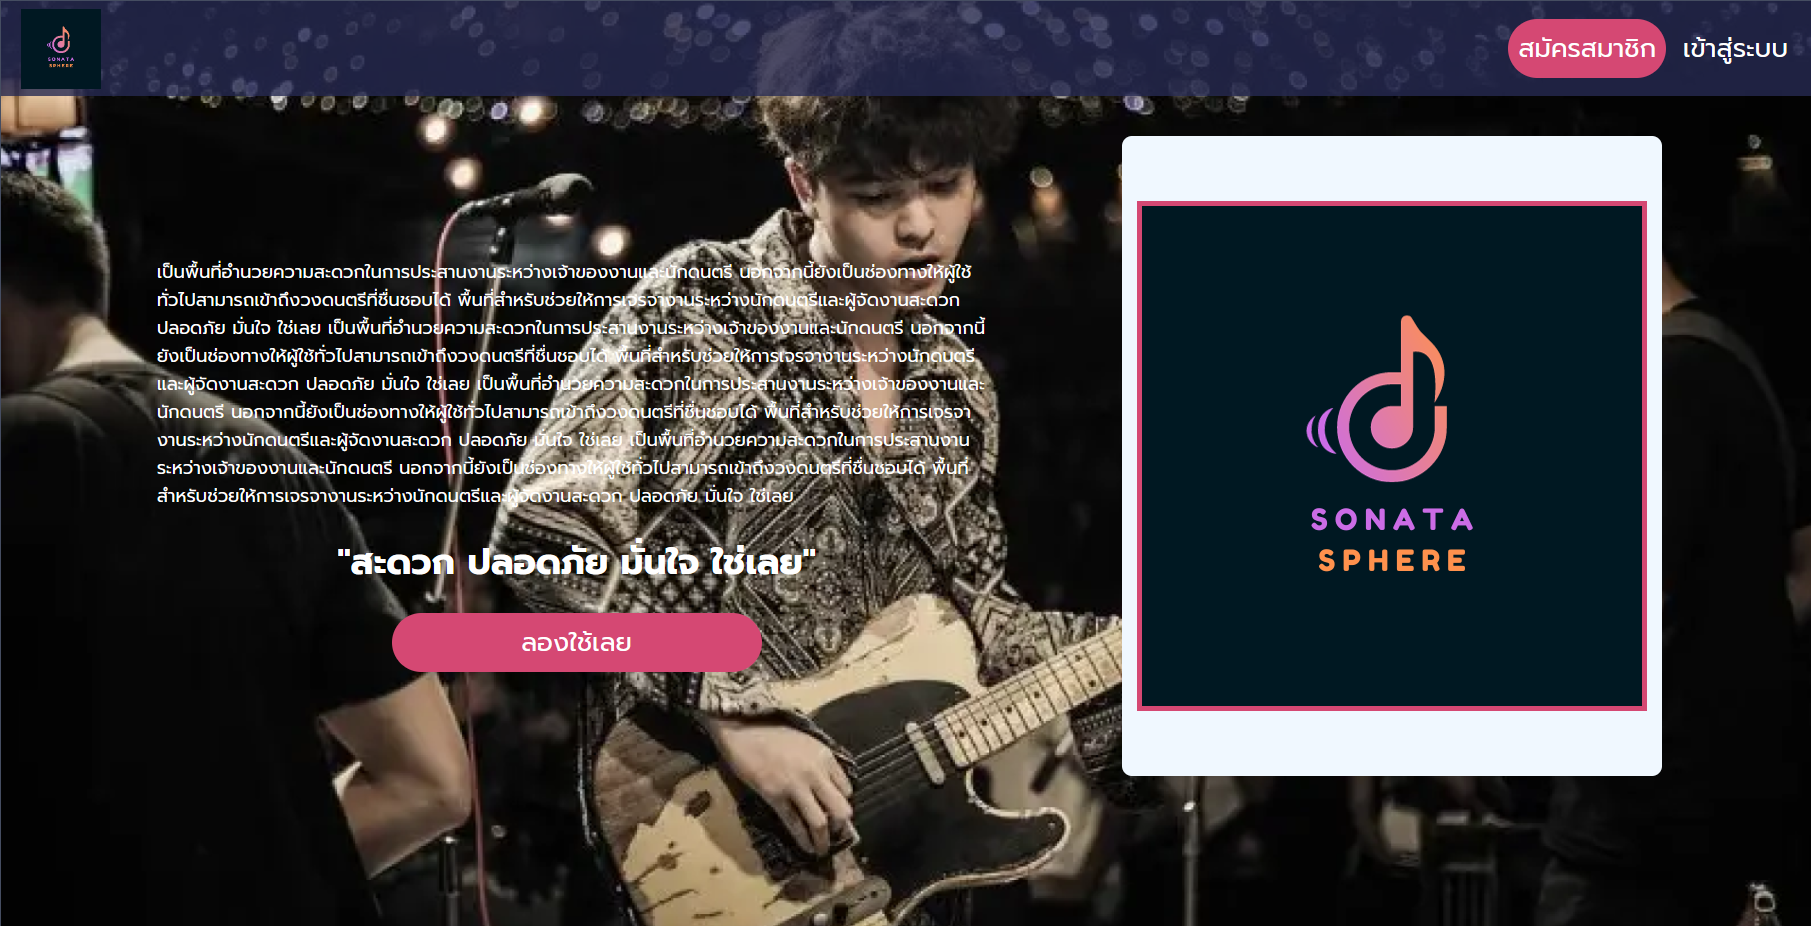 SONATA
SPHERE
สมัครสมาชิก เข้าสู่ระบบ
เป็นพื้นที่อำนวยความสะดวกในการประสานงานระหว่างเจ้าของงานและนักดนตรี นอกจากนี้ยังเป็นช่องทางให้ผู้ใช้
ทั่วไปสามารถเข้าถึงวงดนตรีที่ชื่นชอบได้ พื้นที่สำหรับช่วยให้การเจรจางานระหว่างนักดนตรีและผู้จัดงานสะดวก
ปลอดภัย มั่นใจ ใช่เลย เป็นพื้นที่อำนวยความสะดวกในการประสานงานระหว่างเจ้าของงานและนักดนตรี นอกจากนี้
ยังเป็นช่องทางให้ผู้ใช้ทั่วไปสามารถเข้าถึงวงดนตรีที่ชื่นชอบได้ พื้นที่สำหรับช่วยให้การเจรจางานระหว่างนักดนตรี
และผู้จัดงานสะดวก ปลอดภัย มั่นใจ ใช่เลย เป็นพื้นที่อำนวยความสะดวกในการประสานงานระหว่างเจ้าของงานและ
นักดนตรี นอกจากนี้ยังเป็นช่องทางให้ผู้ใช้ทั่วไปสามารถเข้าถึงวงดนตรีที่ชื่นชอบได้ พื้นที่สำหรับช่วยให้การเจรจา
งานระหว่างนักดนตรีและผู้จัดงานสะดวก ปลอดภัย มั่นใจ ใช่เลย เป็นพื้นที่อำนวยความสะดวกในการประสานงาน
ระหว่างเจ้าของงานและนักดนตรี นอกจากนี้ยังเป็นช่องทางให้ผู้ใช้ทั่วไปสามารถเข้าถึงวงดนตรีที่ชื่นชอบได้ พื้นที่
สำหรับช่วยให้การเจรจางานระหว่างนักดนตรีและผู้จัดงานสะดวก ปลอดภัย มั่นใจ ใช่เลย
"สะดวก ปลอดภัย มั่นใจ ใช่เลย"
ลองใช้เลย
SONATA
SPHERE